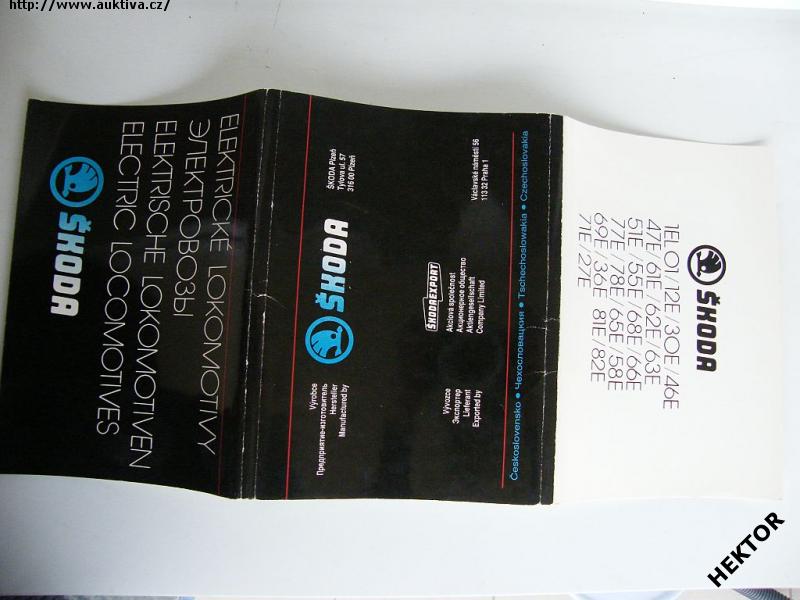 http://www.auktiva.cz/
ŠKODA
ELEKTRICKÉ LOKOMOTIVY
ЭЛЕКТРОВОЗЫ
ELEKTRISCHE LOKOMOTIVEN
ELECTRIC LOCOMOTIVES
ŠKODA Plzeň
Tylova ul. 57
316 00 Plzeň
ŠKODA
Výrobce
Предприятие-изготовитель
Hersteller
Manufactured by
Václavské náměstí 56
113 32 Praha 1
ŠKODAEXPORT
Akciová společnost
Акционерное общество
Aktiengesellschaft
Company Limited
Vývozce
Экспортер
Lieferant
Exported by
Československo • Чехословакия • Tschechoslowakei • Czechoslovakia
ŠKODA
TELO1/12E/30E/46E
47E/61E/62E/63E
51E/55E/68E/66E
77E/78E/65E/58E
69E/36E/81E/82E
71E/27E
HEKTOR